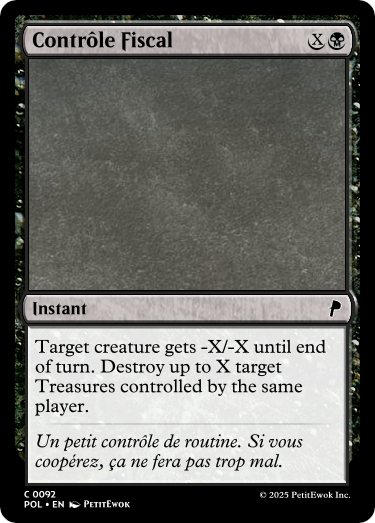 Contrôle Fiscal X
Instant
Target creature gets -X/-X until end
of turn. Destroy up to X target
Treasures controlled by the same
player.
Un petit contrôle de routine. Si vous
coopérez, ça ne fera pas trop mal.
C 0092
POL • EN PETITEWOK
© 2025 PetitEwok Inc.